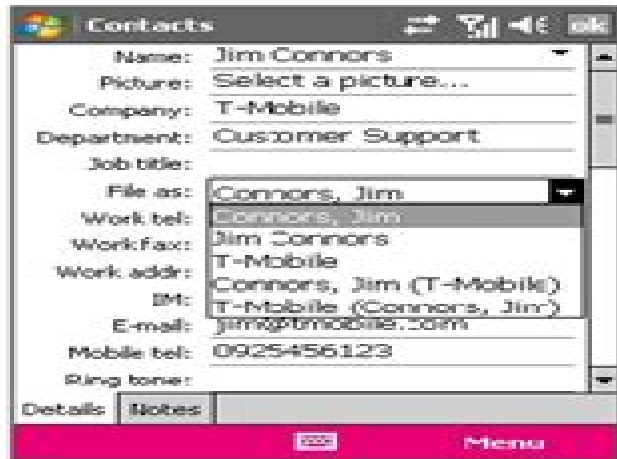 Contacts ok
Name: Jim Connors
Picture: Select a picture...
Company: T-Mobile
Department: Customer Support
Job title:
File as: Connors, Jim
Work tel: Connors, Jim
Work fax: Jim Connors
T-Mobile
Work addr: Connors, Jim (T-Mobile)
IM: T-Mobile (Connors, Jim)
E-mail: jim@tmobile.com
Mobile tel: 0925456123
Ring tone:
Details Notes
Menu